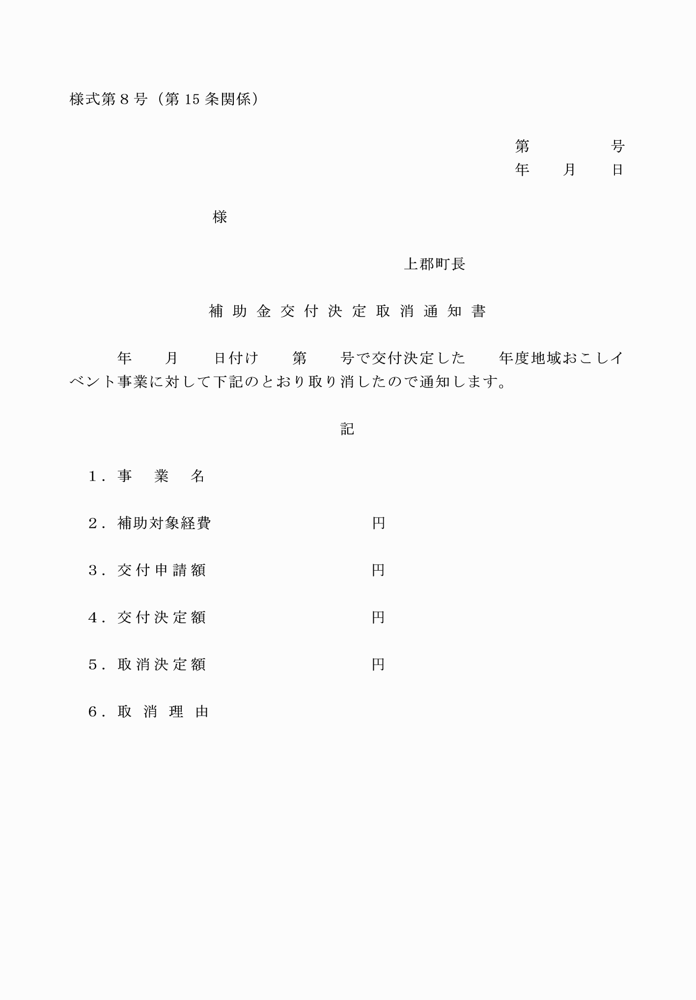 様式第８号（第 15 条関係）
第　　　　　号
年　　月　　日
様
上郡町長
補助金交付決定取消通知書
年　　月　　日付け　　第　　号で交付決定した　　年度地域おこしイ
ベント事業に対して下記のとおり取り消したので通知します。
記
１．事　業　名
２．補助対象経費　　　　　　　　　　円
３．交付申請額　　　　　　　　　　円
４．交付決定額　　　　　　　　　　円
５．取消決定額　　　　　　　　　　円
６．取消理由